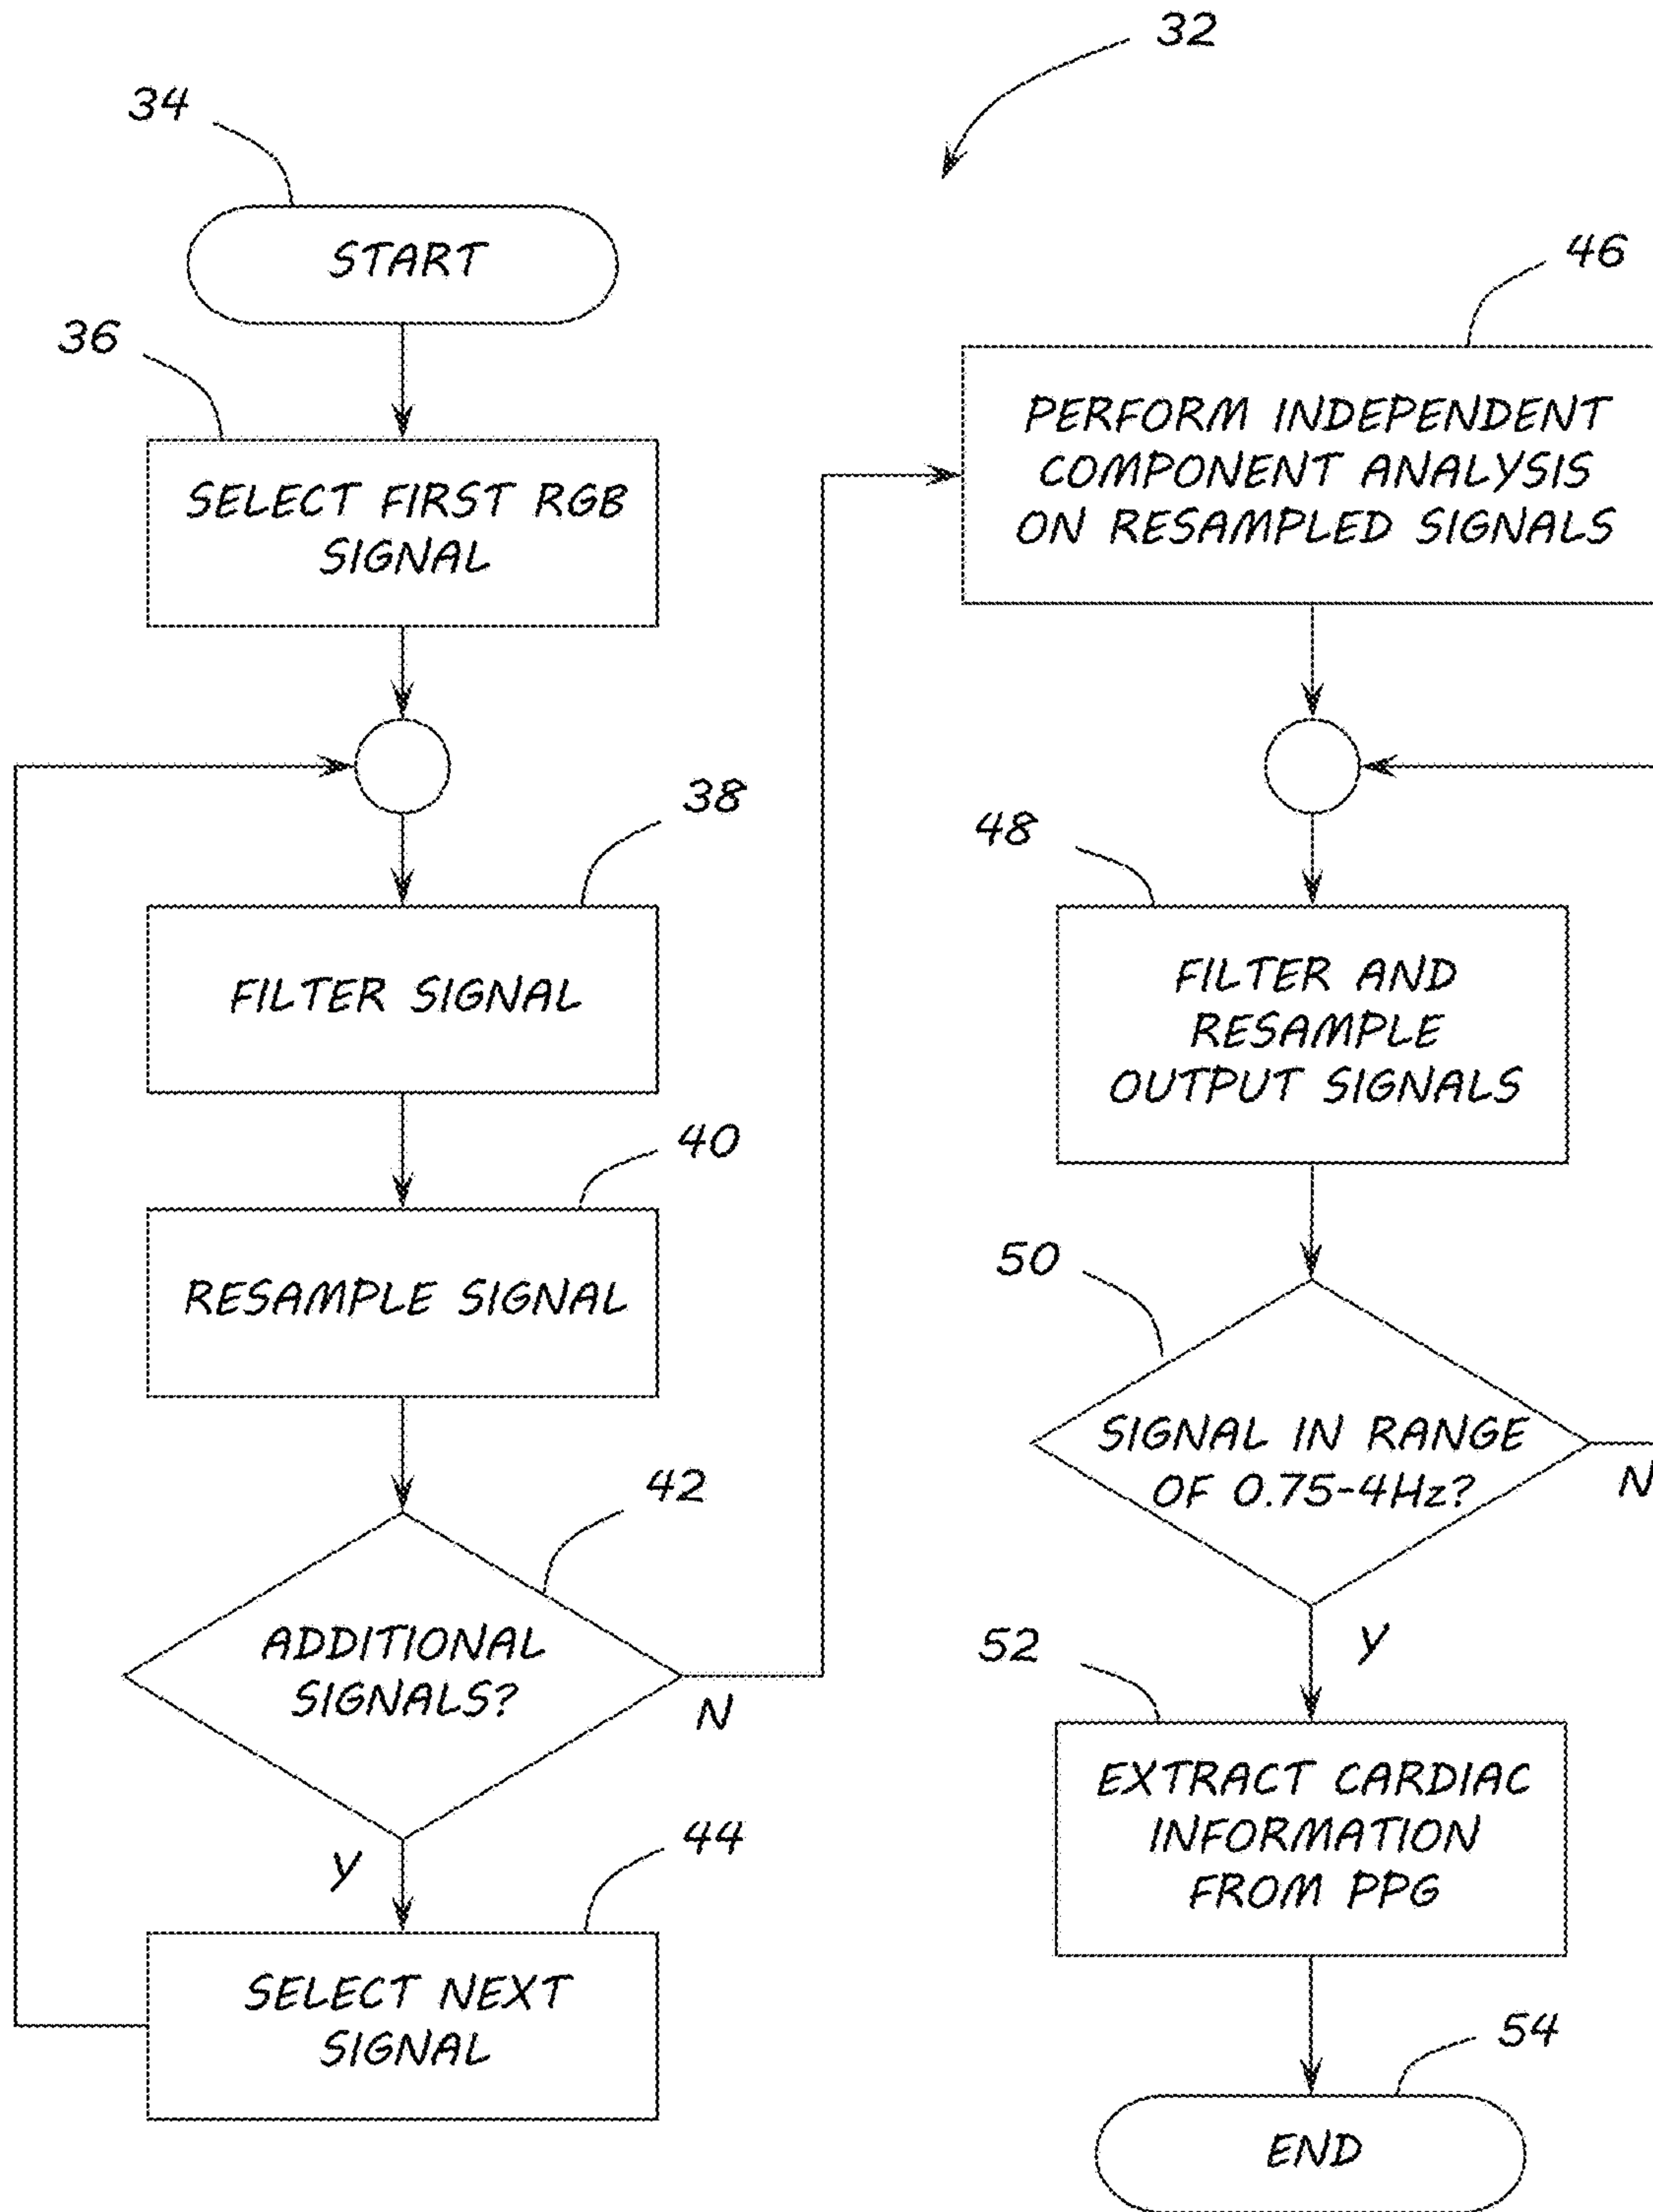 32
34
START
36
SELECT FIRST RGB
SIGNAL
38
FILTER SIGNAL
40
RESAMPLE SIGNAL
42
ADDITIONAL
SIGNALS?
N
Y
44
SELECT NEXT
SIGNAL
46
PERFORM INDEPENDENT
COMPONENT ANALYSIS
ON RESAMPLED SIGNALS
48
FILTER AND
RESAMPLE
OUTPUT SIGNALS
50
SIGNAL IN RANGE
OF 0.75-4Hz?
N
Y
52
EXTRACT CARDIAC
INFORMATION
FROM PPG
54
END